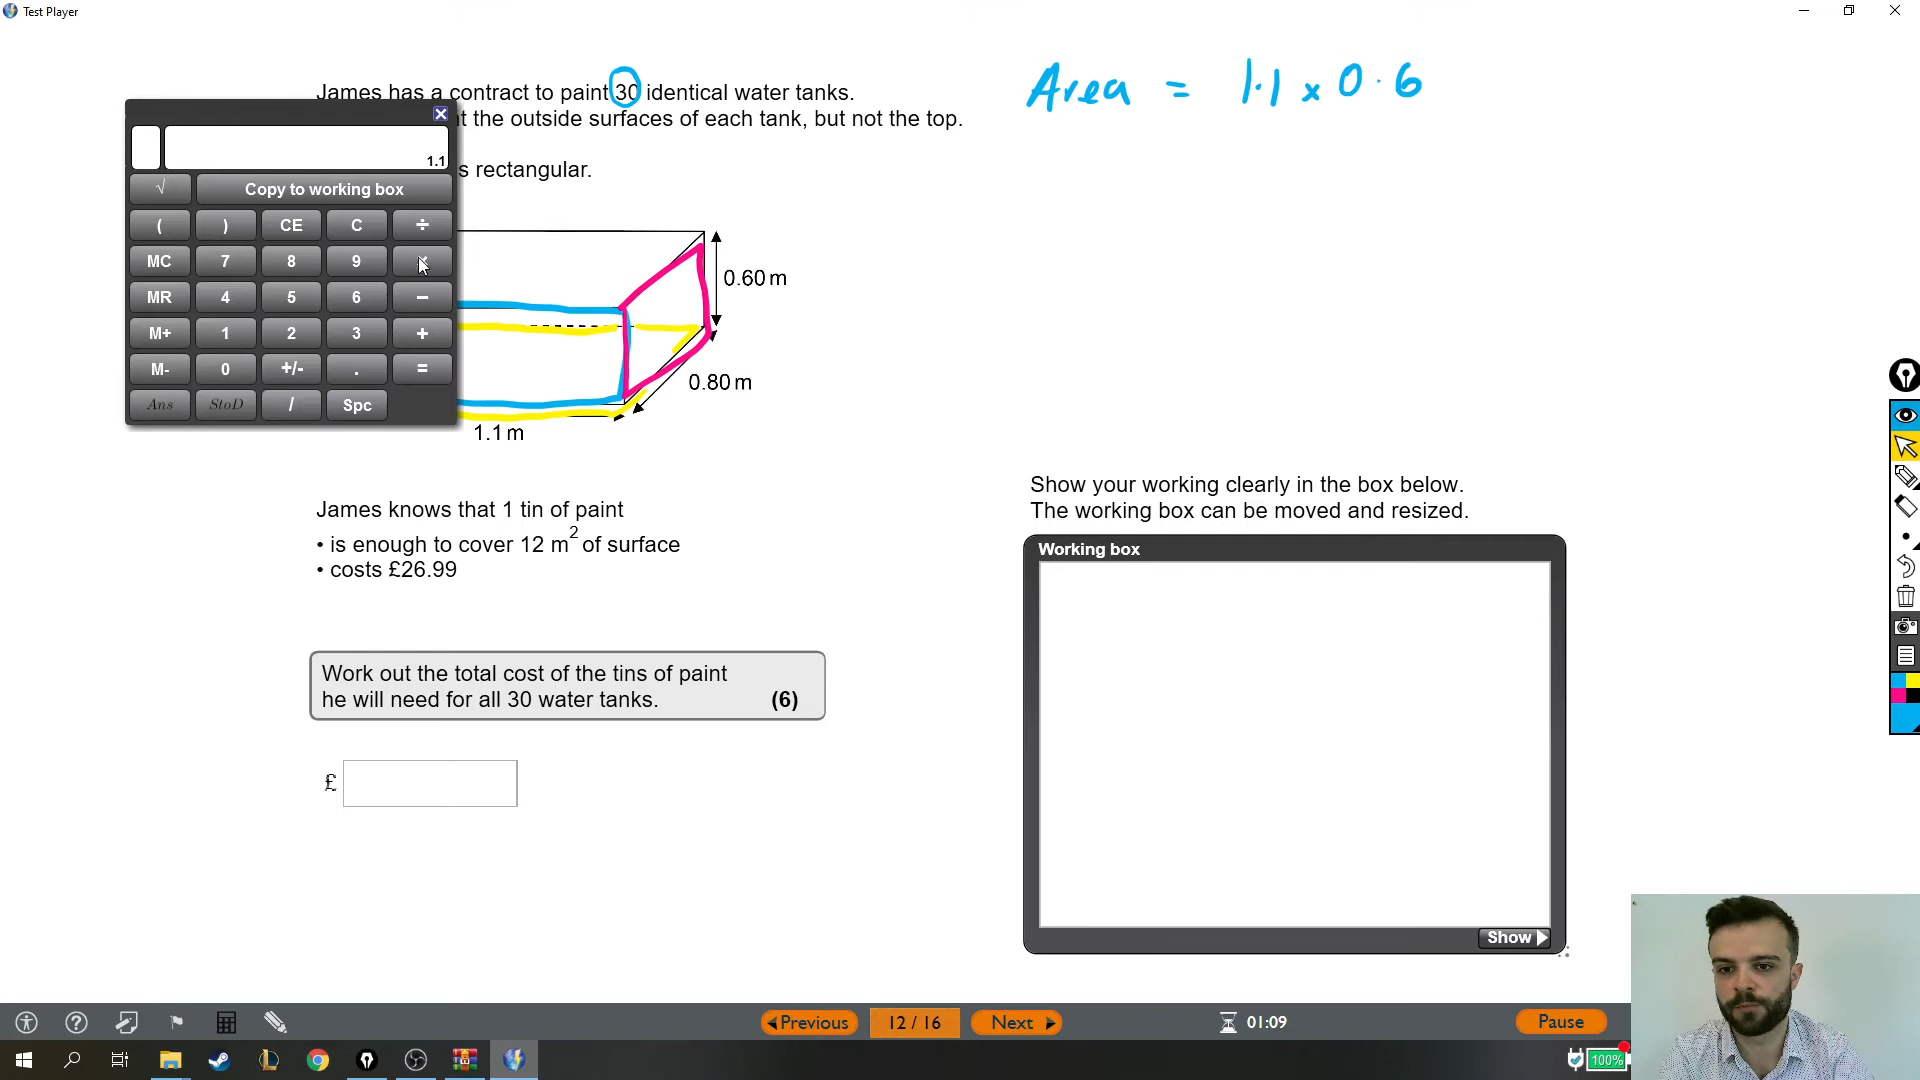 Test Player
James has a contract to paint 30 identical water tanks.
t the outside surfaces of each tank, but not the top.
s rectangular.
Area = 1.1 x 0.6
1.1
√ Copy to working box
( ) CE C ÷
MC 7 8 9
MR 4 5 6 −
M+ 1 2 3 +
M- 0 +/- . =
Ans StoD / Spc
0.60 m
0.80 m
1.1 m
James knows that 1 tin of paint
• is enough to cover 12 m² of surface
• costs £26.99
Work out the total cost of the tins of paint
he will need for all 30 water tanks. (6)
£
Show your working clearly in the box below.
The working box can be moved and resized.
Working box
Show
Previous 12 / 16 Next 01:09 Pause
100%